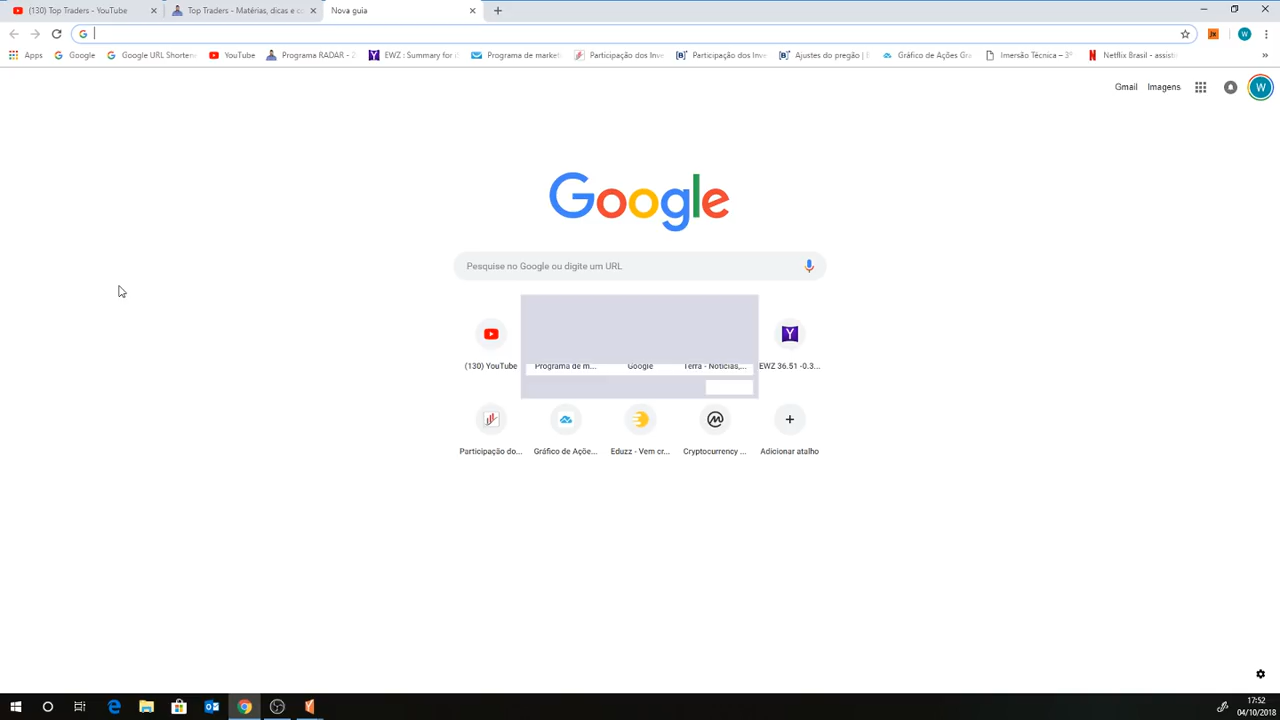 (130) Top Traders - YouTube
Top Traders - Matérias, dicas e co
Nova guia
Apps
Google
Google URL Shorten
YouTube
Programa RADAR - 2
EWZ : Summary for i
Programa de market
Participação dos Inve
Participação dos Inve
Ajustes do pregão | B
Gráfico de Ações Gra
Imersão Técnica – 3º
Netflix Brasil - assisti
»
Gmail
Imagens
W
Google
Pesquise no Google ou digite um URL
(130) YouTube
Programa de m...
Google
Terra - Notícias,...
EWZ 36.51 -0.3...
Participação do...
Gráfico de Açõe...
Eduzz - Vem cr...
Cryptocurrency ...
Adicionar atalho
17:52
04/10/2018